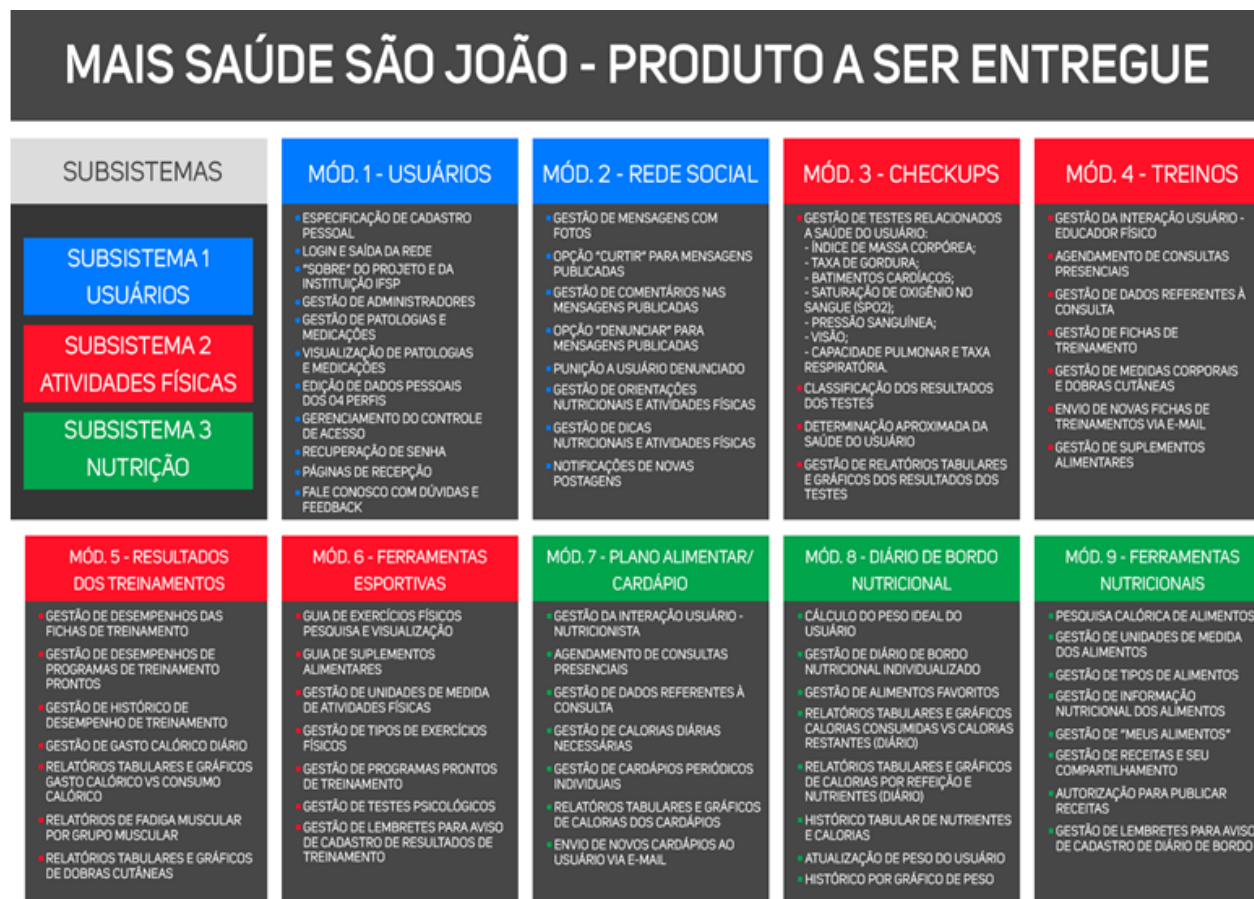 MAIS SAÚDE SÃO JOÃO - PRODUTO A SER ENTREGUE
SUBSISTEMAS
SUBSISTEMA 1
USUÁRIOS
SUBSISTEMA 2
ATIVIDADES FÍSICAS
SUBSISTEMA 3
NUTRIÇÃO
MÓD. 1 - USUÁRIOS
ESPECIFICAÇÃO DE CADASTRO
PESSOAL
LOGIN E SAÍDA DA REDE
"SOBRE" DO PROJETO E DA
INSTITUIÇÃO IFSP
GESTÃO DE ADMINISTRADORES
GESTÃO DE PATOLOGIAS E
MEDICAÇÕES
VISUALIZAÇÃO DE PATOLOGIAS
E MEDICAÇÕES
EDIÇÃO DE DADOS PESSOAIS
DOS 04 PERFIS
GERENCIAMENTO DO CONTROLE
DE ACESSO
RECUPERAÇÃO DE SENHA
PÁGINAS DE RECEPÇÃO
FALE CONOSCO COM DÚVIDAS E
FEEDBACK
MÓD. 2 - REDE SOCIAL
GESTÃO DE MENSAGENS COM
FOTOS
OPÇÃO "CURTIR" PARA MENSAGENS
PUBLICADAS
GESTÃO DE COMENTÁRIOS NAS
MENSAGENS PUBLICADAS
OPÇÃO "DENUNCIAR" PARA
MENSAGENS PUBLICADAS
PUNIÇÃO A USUÁRIO DENUNCIADO
GESTÃO DE ORIENTAÇÕES
NUTRICIONAIS E ATIVIDADES FÍSICAS
GESTÃO DE DICAS
NUTRICIONAIS E ATIVIDADES FÍSICAS
NOTIFICAÇÕES DE NOVAS
POSTAGENS
MÓD. 3 - CHECKUPS
GESTÃO DE TESTES RELACIONADOS
A SAÚDE DO USUÁRIO:
- ÍNDICE DE MASSA CORPÓREA;
- TAXA DE GORDURA;
- BATIMENTOS CARDÍACOS;
- SATURAÇÃO DE OXIGÊNIO NO
SANGUE (SPO2);
- PRESSÃO SANGUÍNEA;
- VISÃO;
- CAPACIDADE PULMONAR E TAXA
RESPIRATÓRIA.
CLASSIFICAÇÃO DOS RESULTADOS
DOS TESTES
DETERMINAÇÃO APROXIMADA DA
SAÚDE DO USUÁRIO
GESTÃO DE RELATÓRIOS TABULARES
E GRÁFICOS DOS RESULTADOS DOS
TESTES
MÓD. 4 - TREINOS
GESTÃO DA INTERAÇÃO USUÁRIO -
EDUCADOR FÍSICO
AGENDAMENTO DE CONSULTAS
PRESENCIAIS
GESTÃO DE DADOS REFERENTES À
CONSULTA
GESTÃO DE FICHAS DE
TREINAMENTO
GESTÃO DE MEDIDAS CORPORAIS
E DOBRAS CUTÂNEAS
ENVIO DE NOVAS FICHAS DE
TREINAMENTOS VIA E-MAIL
GESTÃO DE SUPLEMENTOS
ALIMENTARES
MÓD. 5 - RESULTADOS
DOS TREINAMENTOS
GESTÃO DE DESEMPENHOS DAS
FICHAS DE TREINAMENTO
GESTÃO DE DESEMPENHOS DE
PROGRAMAS DE TREINAMENTO
PRONTOS
GESTÃO DE HISTÓRICO DE
DESEMPENHO DE TREINAMENTO
GESTÃO DE GASTO CALÓRICO DIÁRIO
RELATÓRIOS TABULARES E GRÁFICOS
GASTO CALÓRICO VS CONSUMO
CALÓRICO
RELATÓRIOS DE FADIGA MUSCULAR
POR GRUPO MUSCULAR
RELATÓRIOS TABULARES E GRÁFICOS
DE DOBRAS CUTÂNEAS
MÓD. 6 - FERRAMENTAS
ESPORTIVAS
GUIA DE EXERCÍCIOS FÍSICOS
PESQUISA E VISUALIZAÇÃO
GUIA DE SUPLEMENTOS
ALIMENTARES
GESTÃO DE UNIDADES DE MEDIDA
DE ATIVIDADES FÍSICAS
GESTÃO DE TIPOS DE EXERCÍCIOS
FÍSICOS
GESTÃO DE PROGRAMAS PRONTOS
DE TREINAMENTO
GESTÃO DE TESTES PSICOLÓGICOS
GESTÃO DE LEMBRETES PARA AVISO
DE CADASTRO DE RESULTADOS DE
TREINAMENTO
MÓD. 7 - PLANO ALIMENTAR/
CARDÁPIO
GESTÃO DA INTERAÇÃO USUÁRIO -
NUTRICIONISTA
AGENDAMENTO DE CONSULTAS
PRESENCIAIS
GESTÃO DE DADOS REFERENTES À
CONSULTA
GESTÃO DE CALORIAS DIÁRIAS
NECESSÁRIAS
GESTÃO DE CARDÁPIOS PERIÓDICOS
INDIVIDUAIS
RELATÓRIOS TABULARES E GRÁFICOS
DE CALORIAS DOS CARDÁPIOS
ENVIO DE NOVOS CARDÁPIOS AO
USUÁRIO VIA E-MAIL
MÓD. 8 - DIÁRIO DE BORDO
NUTRICIONAL
CÁLCULO DO PESO IDEAL DO
USUÁRIO
GESTÃO DE DIÁRIO DE BORDO
NUTRICIONAL INDIVIDUALIZADO
GESTÃO DE ALIMENTOS FAVORITOS
RELATÓRIOS TABULARES E GRÁFICOS
CALORIAS CONSUMIDAS VS CALORIAS
RESTANTES (DIÁRIO)
RELATÓRIOS TABULARES E GRÁFICOS
DE CALORIAS POR REFEIÇÃO E
NUTRIENTES (DIÁRIO)
HISTÓRICO TABULAR DE NUTRIENTES
E CALORIAS
ATUALIZAÇÃO DE PESO DO USUÁRIO
HISTÓRICO POR GRÁFICO DE PESO
MÓD. 9 - FERRAMENTAS
NUTRICIONAIS
PESQUISA CALÓRICA DE ALIMENTOS
GESTÃO DE UNIDADES DE MEDIDA
DOS ALIMENTOS
GESTÃO DE TIPOS DE ALIMENTOS
GESTÃO DE INFORMAÇÃO
NUTRICIONAL DOS ALIMENTOS
GESTÃO DE "MEUS ALIMENTOS"
GESTÃO DE RECEITAS E SEU
COMPARTILHAMENTO
AUTORIZAÇÃO PARA PUBLICAR
RECEITAS
GESTÃO DE LEMBRETES PARA AVISO
DE CADASTRO DE DIÁRIO DE BORDO